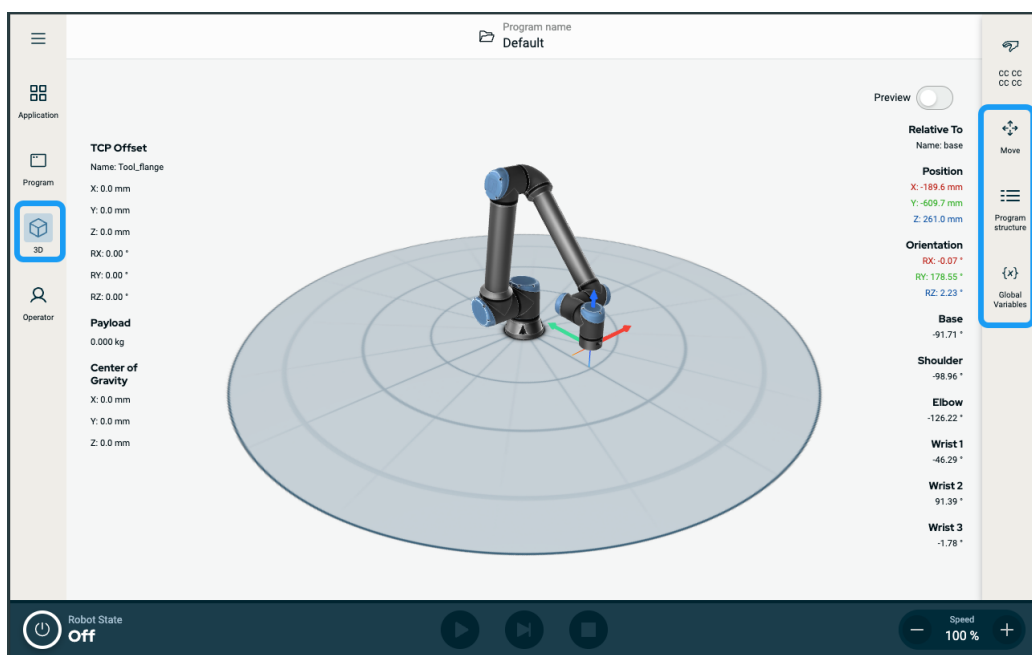 Program name
Default
CC CC
CC CC
Application
Program
3D
Operator
TCP Offset
Name: Tool_flange
X: 0.0 mm
Y: 0.0 mm
Z: 0.0 mm
RX: 0.00 °
RY: 0.00 °
RZ: 0.00 °
Payload
0.000 kg
Center of
Gravity
X: 0.0 mm
Y: 0.0 mm
Z: 0.0 mm
Preview
Relative To
Name: base
Position
X: -189.6 mm
Y: -609.7 mm
Z: 261.0 mm
Orientation
RX: -0.07 °
RY: 178.55 °
RZ: 2.23 °
Base
-91.71 °
Shoulder
-98.96 °
Elbow
-126.22 °
Wrist 1
-46.29 °
Wrist 2
91.39 °
Wrist 3
-1.78 °
Move
Program
structure
{x}
Global
Variables
Robot State
Off
Speed
100 %